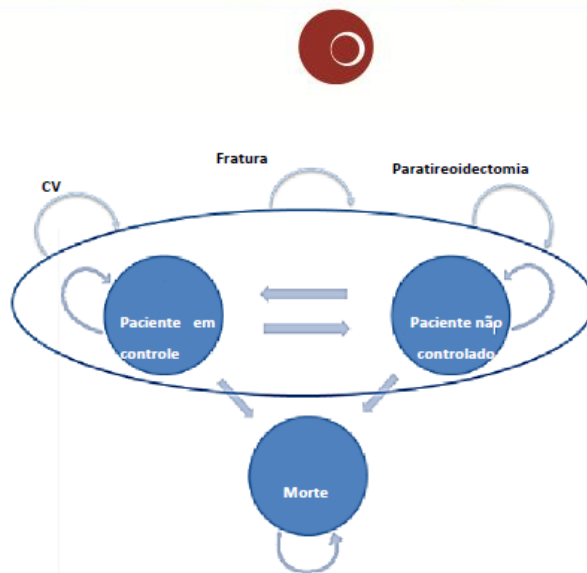 Fratura
Paratireoidectomia
CV
Paciente em
controle
Paciente não
controlado
Morte